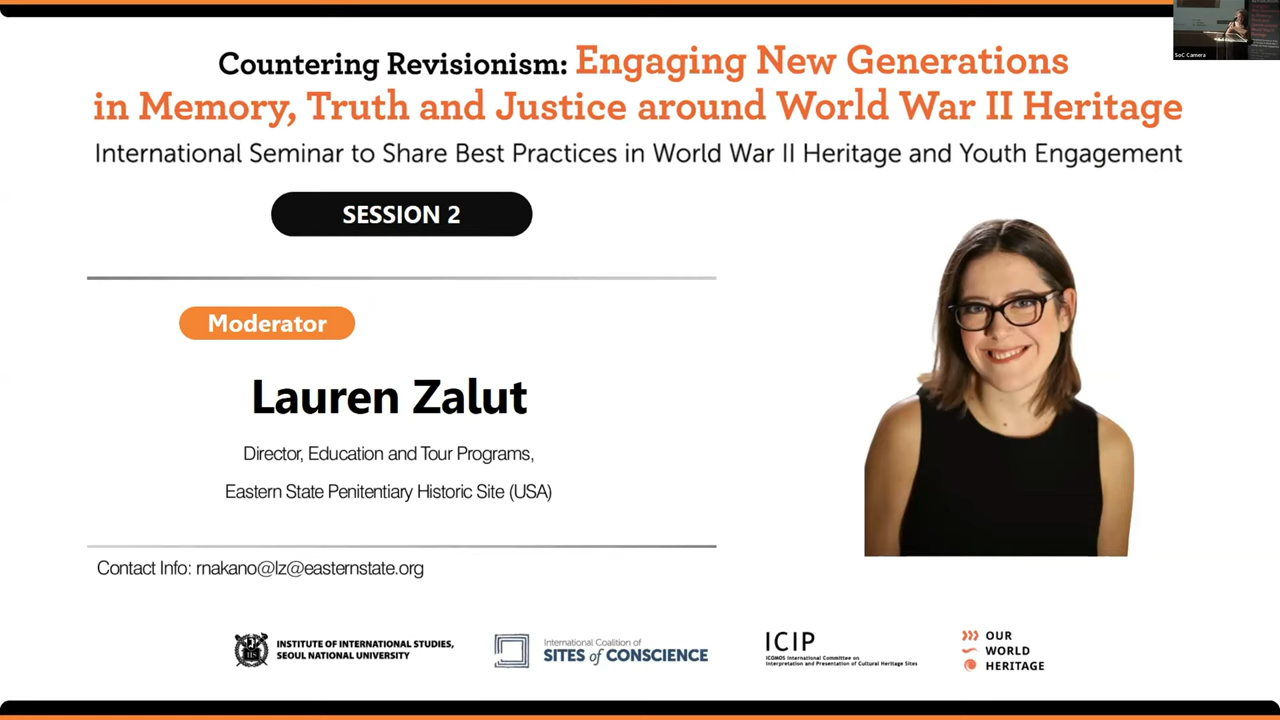 SoC Camera
Countering Revisionism: Engaging New Generations
in Memory, Truth and Justice around World War II Heritage
International Seminar to Share Best Practices in World War II Heritage and Youth Engagement
SESSION 2
Moderator
Lauren Zalut
Director, Education and Tour Programs,
Eastern State Penitentiary Historic Site (USA)
Contact Info: rnakano@lz@easternstate.org
INSTITUTE OF INTERNATIONAL STUDIES,
SEOUL NATIONAL UNIVERSITY
International Coalition of
SITES of CONSCIENCE
ICIP
ICOMOS International Committee on
Interpretation and Presentation of Cultural Heritage Sites
OUR
WORLD
HERITAGE